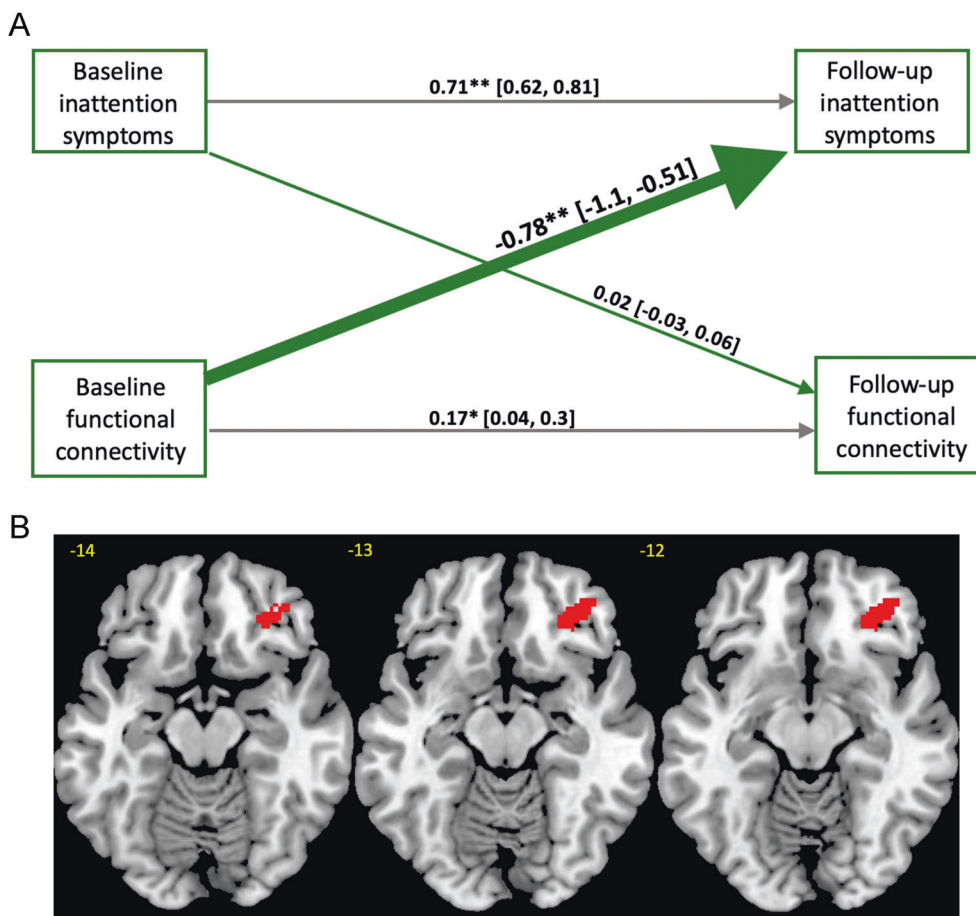 A
Baseline
inattention
symptoms
0.71** [0.62, 0.81]
Follow-up
inattention
symptoms
-0.78** [-1.1, -0.51]
0.02 [-0.03, 0.06]
Baseline
functional
connectivity
0.17* [0.04, 0.3]
Follow-up
functional
connectivity
B
-14
-13
-12